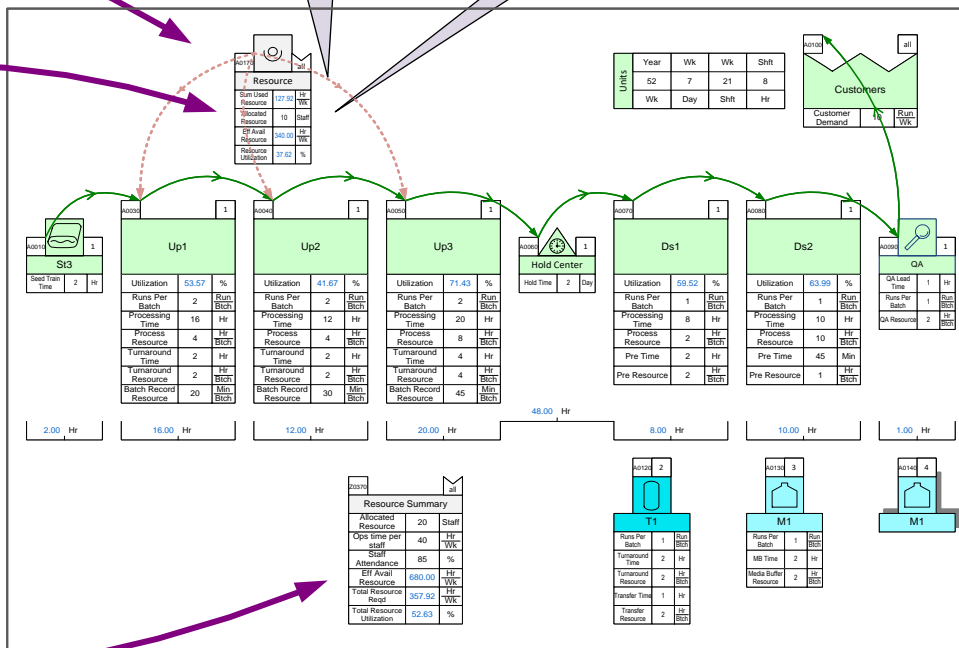 A0170 all
Resource
Sum Used Resource 127.92 Hr Wk
Allocated Resource 10 Staff
Eff Avail Resource 340.00 Hr Wk
Resource Utilization 37.62 %
Units
Year Wk Wk Shft
52 7 21 8
Wk Day Shft Hr
A0100 all
Customers
Customer Demand 10 Run Wk
A0010 1
St3
Seed Train Time 2 Hr
A0030 1
Up1
Utilization 53.57 %
Runs Per Batch 2 Run Btch
Processing Time 16 Hr
Process Resource 4 Hr Btch
Turnaround Time 2 Hr
Turnaround Resource 2 Hr Btch
Batch Record Resource 20 Min Btch
A0040 1
Up2
Utilization 41.67 %
Runs Per Batch 2 Run Btch
Processing Time 12 Hr
Process Resource 4 Hr Btch
Turnaround Time 2 Hr
Turnaround Resource 2 Hr Btch
Batch Record Resource 30 Min Btch
A0050 1
Up3
Utilization 71.43 %
Runs Per Batch 2 Run Btch
Processing Time 20 Hr
Process Resource 8 Hr Btch
Turnaround Time 4 Hr
Turnaround Resource 4 Hr Btch
Batch Record Resource 45 Min Btch
A0060 1
Hold Center
Hold Time 2 Day
A0070 1
Ds1
Utilization 59.52 %
Runs Per Batch 1 Run Btch
Processing Time 8 Hr
Process Resource 2 Hr Btch
Pre Time 2 Hr
Pre Resource 2 Hr Btch
A0080 1
Ds2
Utilization 63.99 %
Runs Per Batch 1 Run Btch
Processing Time 10 Hr
Process Resource 10 Hr Btch
Pre Time 45 Min
Pre Resource 1 Hr Btch
A0090 1
QA
QA Lead Time 1 Hr
Runs Per Batch 1 Run Btch
QA Resource 2 Hr Btch
2.00 Hr
16.00 Hr
12.00 Hr
20.00 Hr
48.00 Hr
8.00 Hr
10.00 Hr
1.00 Hr
Z0370 all
Resource Summary
Allocated Resource 20 Staff
Ops time per staff 40 Hr Wk
Staff Attendance 85 %
Eff Avail Resource 680.00 Hr Wk
Total Resource Reqd 357.92 Hr Wk
Total Resource Utilization 52.63 %
A0120 2
T1
Runs Per Batch 1 Run Btch
Turnaround Time 2 Hr
Turnaround Resource 2 Hr Btch
Transfer Time 1 Hr
Transfer Resource 2 Hr Btch
A0130 3
M1
Runs Per Batch 1 Run Btch
MB Time 2 Hr
Media Buffer Resource 2 Hr Btch
A0140 4
M1